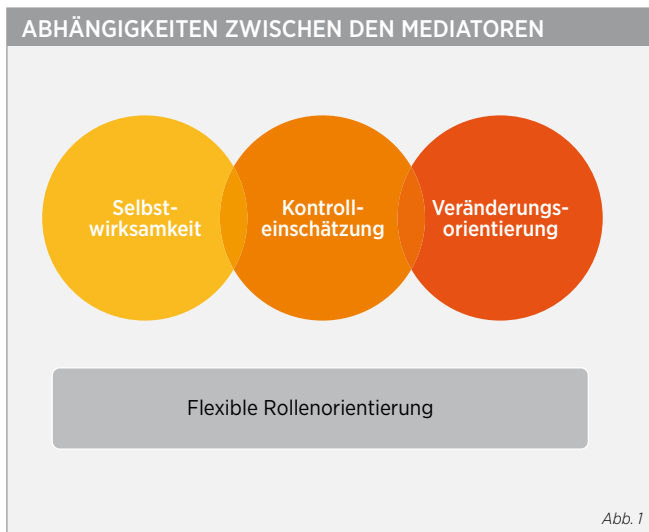 ABHÄNGIGKEITEN ZWISCHEN DEN MEDIATOREN
Selbst-
wirksamkeit
Kontroll-
einschätzung
Veränderungs-
orientierung
Flexible Rollenorientierung
Abb. 1